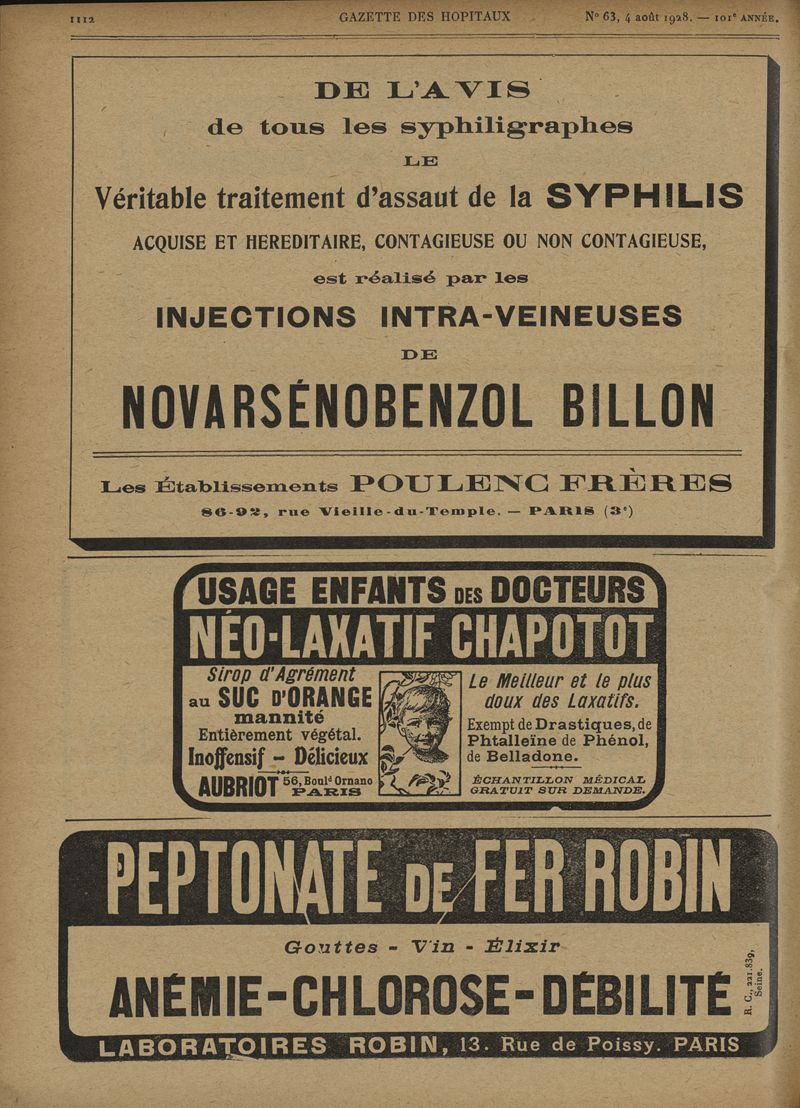 1112
GAZETTE DES HOPITAUX
N° 63, 4 août 1928. — 101e ANNÉE.
DE L'AVIS
de tous les syphiligraphes
LE
Véritable traitement d'assaut de la SYPHILIS
ACQUISE ET HEREDITAIRE, CONTAGIEUSE OU NON CONTAGIEUSE,
est réalisé par les
INJECTIONS INTRA-VEINEUSES
DE
NOVARSÉNOBENZOL BILLON
Les Établissements POULENC FRÈRES
86-92, rue Vieille-du-Temple. — PARIS (3e)
USAGE ENFANTS DES DOCTEURS
NÉO-LAXATIF CHAPOTOT
Sirop d'Agrément
au SUC D'ORANGE
mannité
Entièrement végétal.
Inoffensif - Délicieux
AUBRIOT 56, Bould Ornano
PARIS
Le Meilleur et le plus
doux des Laxatifs.
Exempt de Drastiques, de
Phtalleïne de Phénol,
de Belladone.
ÉCHANTILLON MÉDICAL
GRATUIT SUR DEMANDE.
PEPTONATE DE FER ROBIN
Gouttes - Vin - Élixir
ANÉMIE-CHLOROSE-DÉBILITÉ
R. C., 221.839,
Seine.
LABORATOIRES ROBIN, 13. Rue de Poissy. PARIS